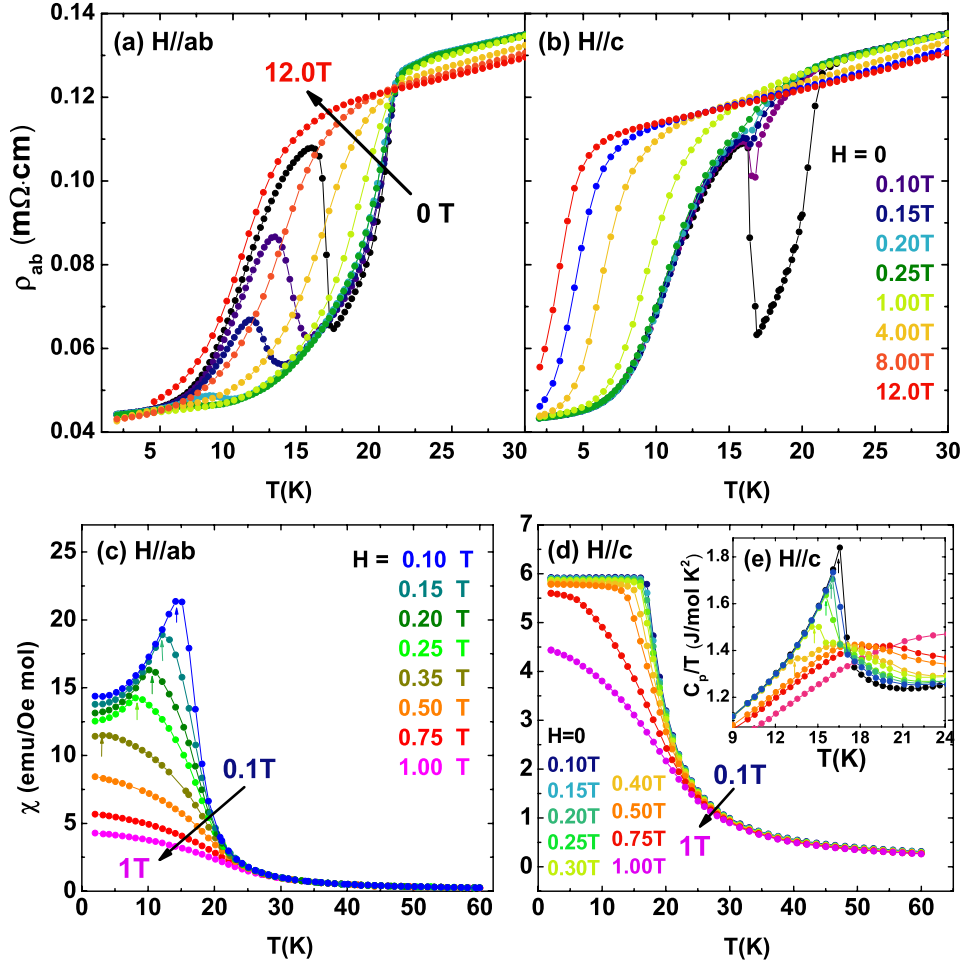 (a) H//ab
12.0T
0 T
0.14
0.12
0.10
0.08
0.06
0.04
ρab (mΩ·cm)
5 10 15 20 25 30
T(K)
(b) H//c
H = 0
0.10T
0.15T
0.20T
0.25T
1.00T
4.00T
8.00T
12.0T
5 10 15 20 25 30
T(K)
(c) H//ab
H = 0.10 T
0.15 T
0.20 T
0.25 T
0.35 T
0.50 T
0.75 T
1.00 T
0.1T
1T
25
20
15
10
5
0
χ (emu/Oe mol)
0 10 20 30 40 50 60
T(K)
(d) H//c
6
5
4
3
2
1
0
H=0
0.10T
0.15T
0.20T
0.25T
0.30T
0.40T
0.50T
0.75T
1.00T
0.1T
1T
0 10 20 30 40 50 60
T(K)
(e) H//c
1.8
1.6
1.4
1.2
Cp/T (J/mol K²)
9 12 15 18 21 24
T(K)